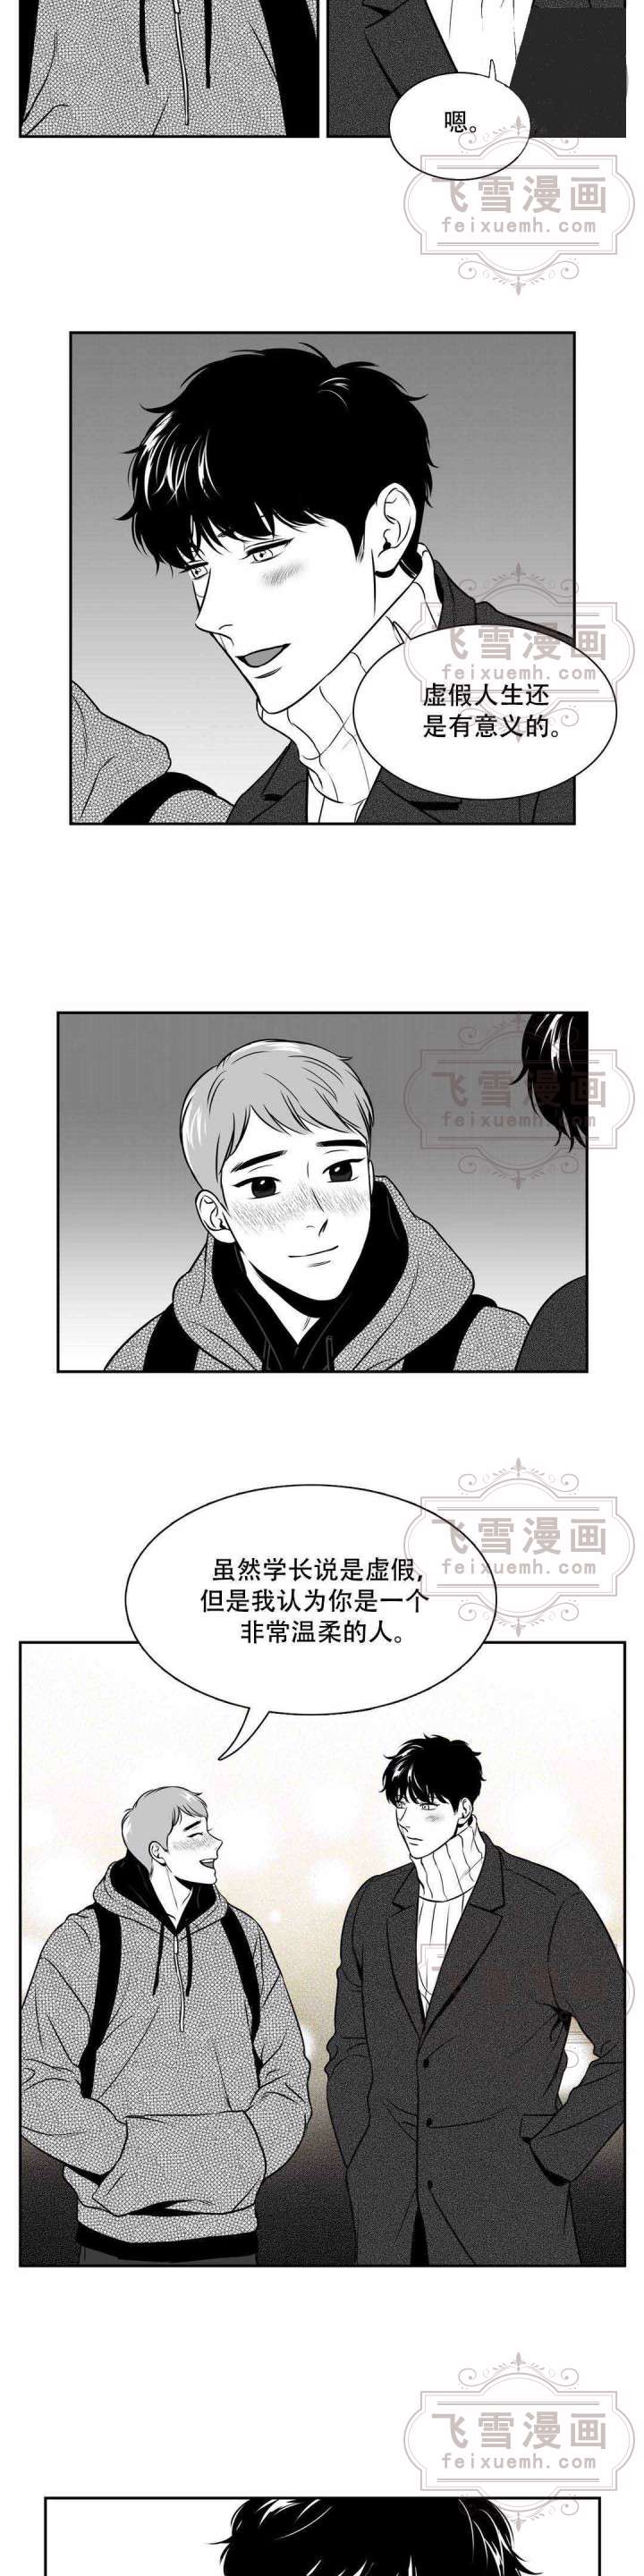 嗯。
飞雪漫画
feixuemh.com
飞雪漫画
feixuemh.com
虚假人生还
是有意义的。
飞雪漫画
feixuemh.com
飞雪漫画
feixuemh.com
虽然学长说是虚假,
但是我认为你是一个
非常温柔的人。
飞雪漫画
feixuemh.com